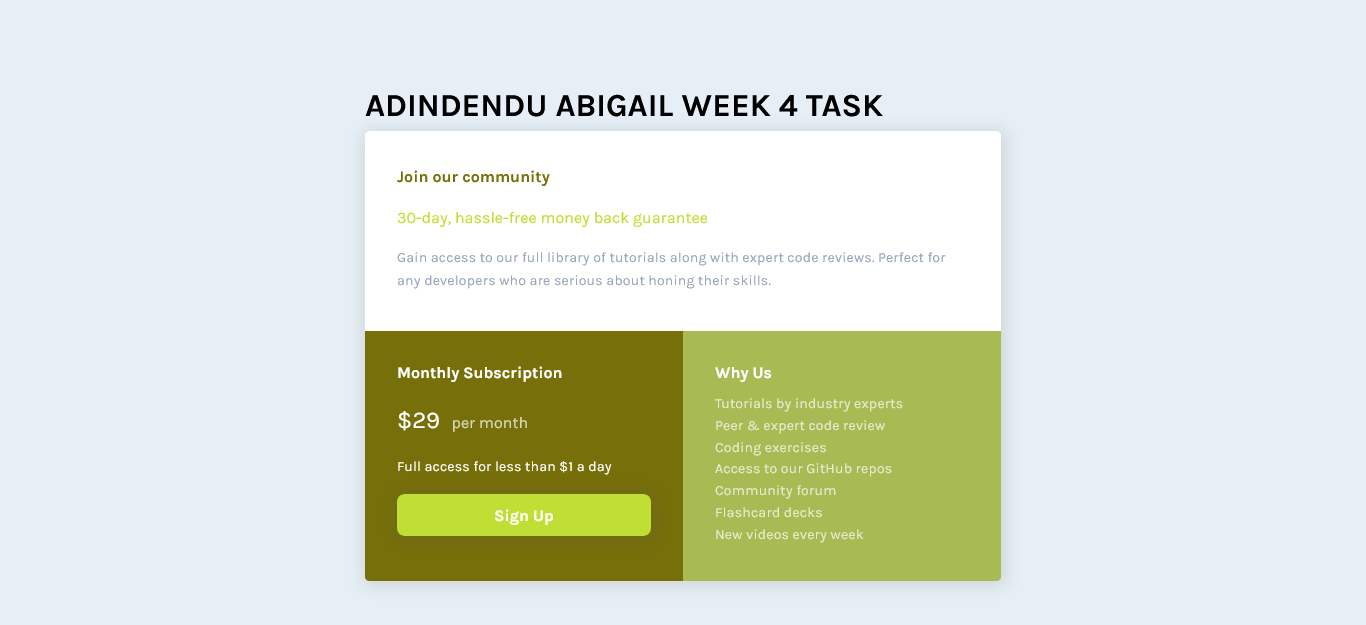 ADINDENDU ABIGAIL WEEK 4 TASK
Join our community
30-day, hassle-free money back guarantee
Gain access to our full library of tutorials along with expert code reviews. Perfect for
any developers who are serious about honing their skills.
Monthly Subscription
$29 per month
Full access for less than $1 a day
Sign Up
Why Us
Tutorials by industry experts
Peer & expert code review
Coding exercises
Access to our GitHub repos
Community forum
Flashcard decks
New videos every week